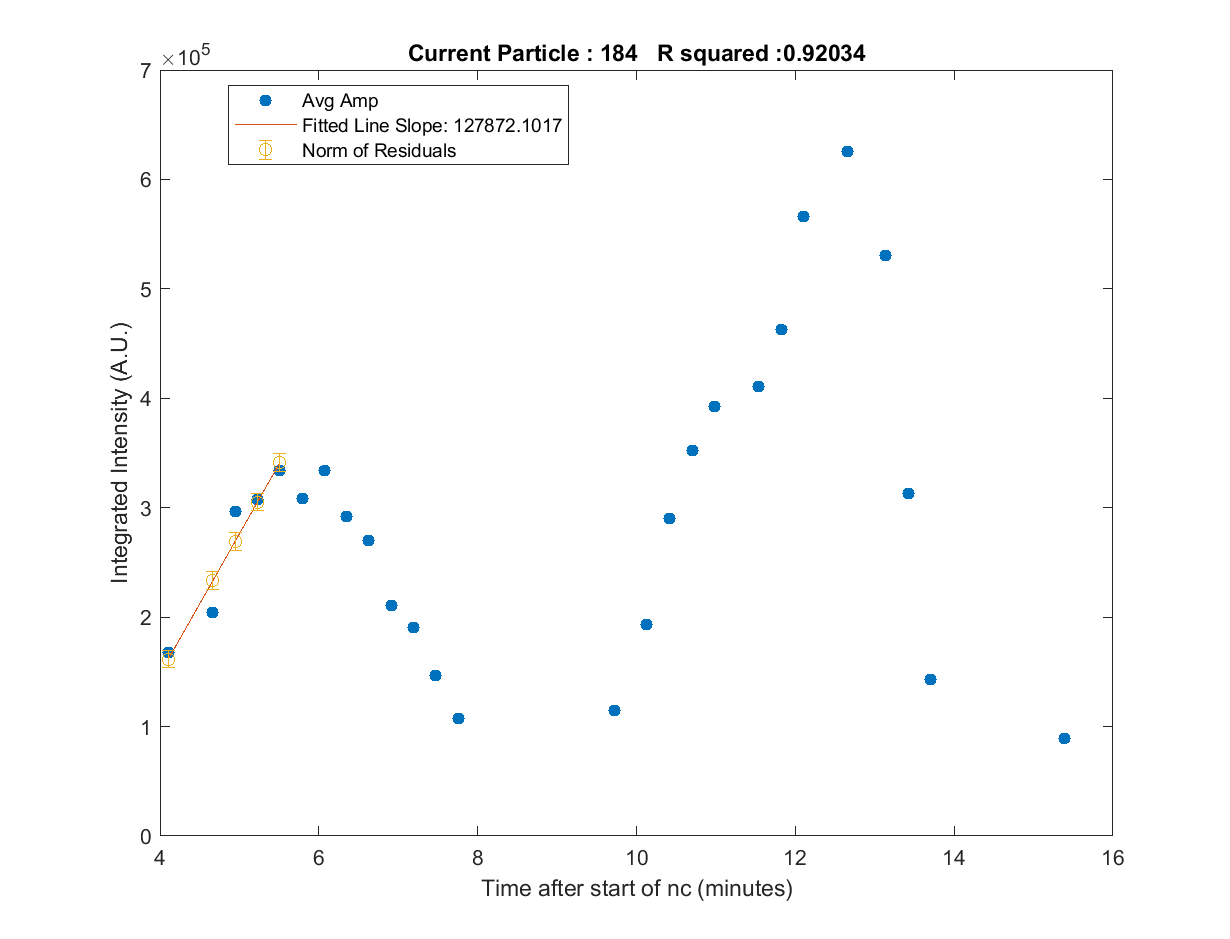 Current Particle : 184 R squared :0.92034
×10^5
Avg Amp
Fitted Line Slope: 127872.1017
Norm of Residuals
7
6
5
4
3
2
1
0
Integrated Intensity (A.U.)
4 6 8 10 12 14 16
Time after start of nc (minutes)